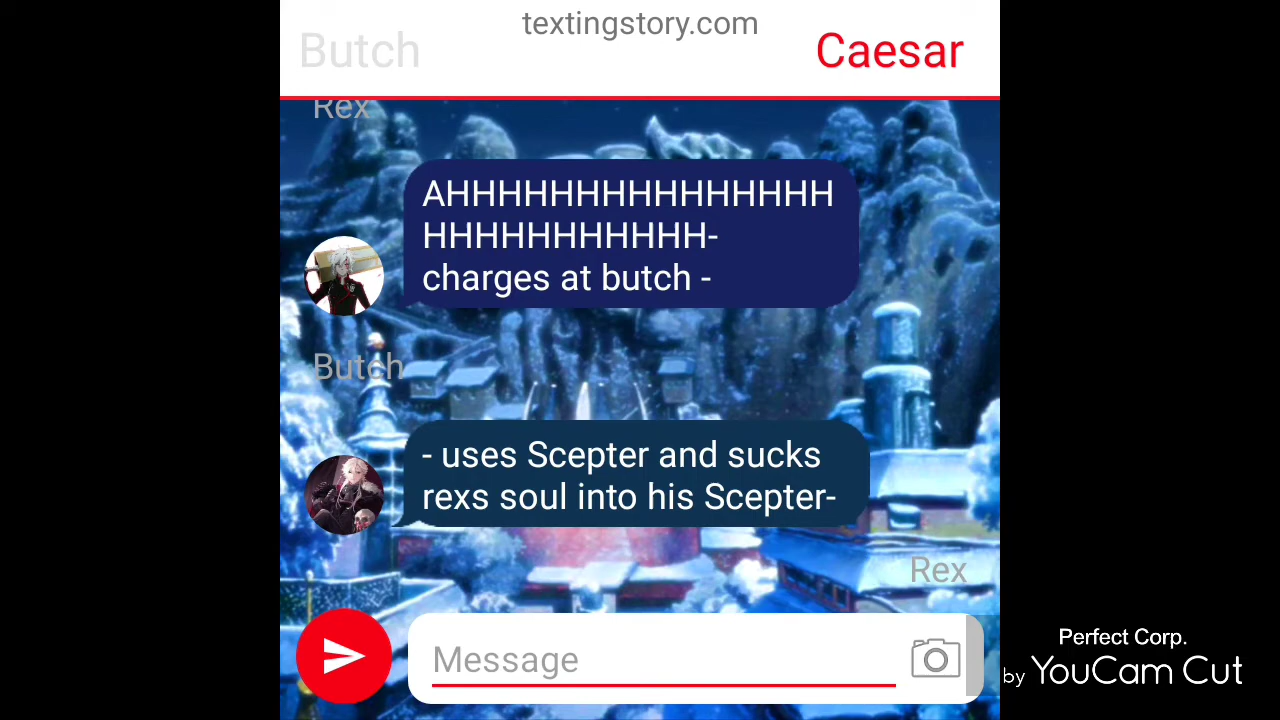 textingstory.com
Butch
Caesar
Rex
AHHHHHHHHHHHHHHH
HHHHHHHHHHH-
charges at butch -
Butch
- uses Scepter and sucks
rexs soul into his Scepter-
Rex
Message
Perfect Corp.
by YouCam Cut